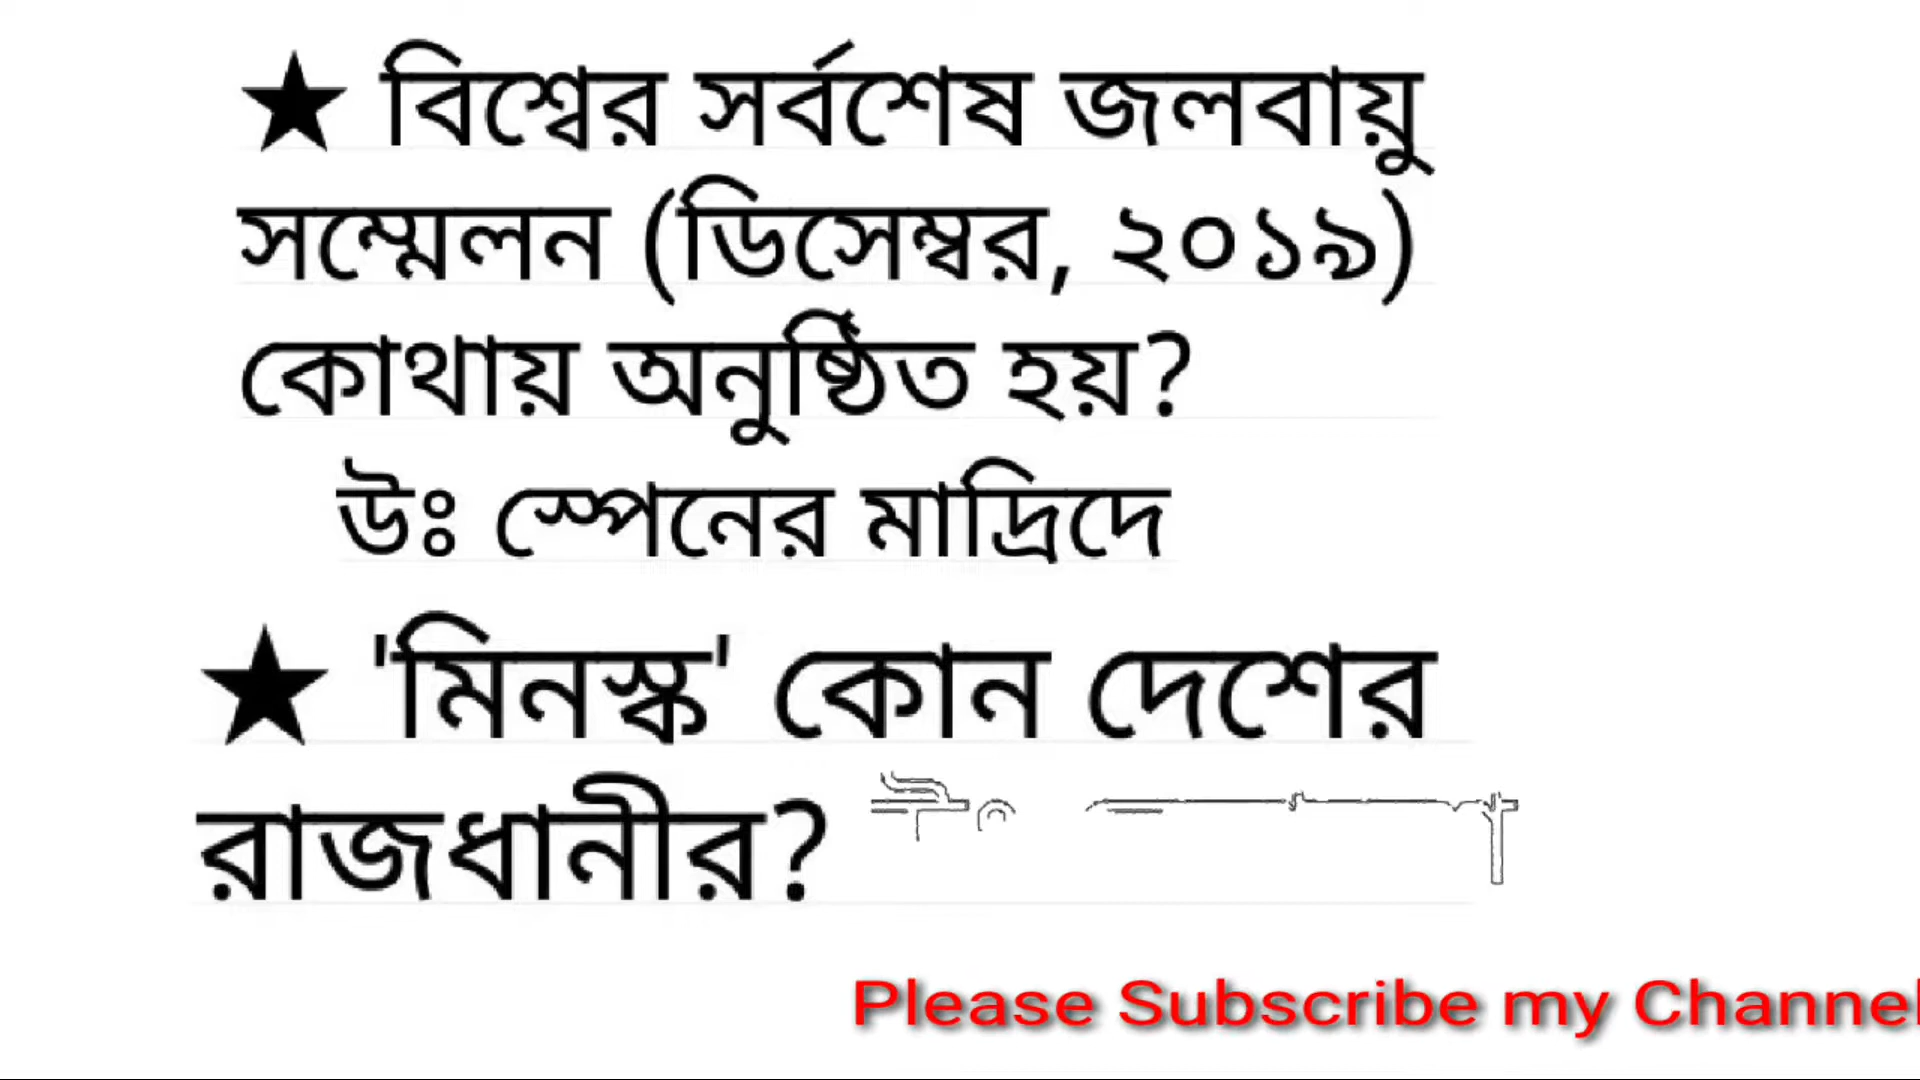 ★ বিশ্বের সর্বশেষ জলবায়ু
সম্মেলন (ডিসেম্বর, ২০১৯)
কোথায় অনুষ্ঠিত হয়?
উঃ স্পেনের মাদ্রিদে
★ 'মিনস্ক' কোন দেশের
রাজধানীর?
Please Subscribe my Channel